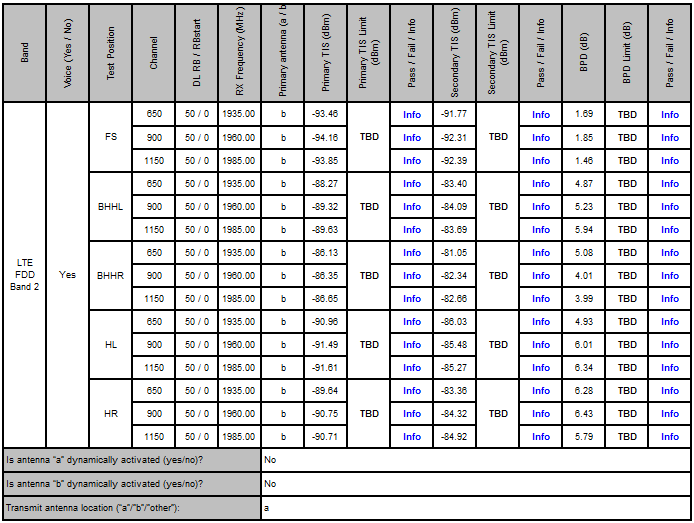 Band Voice (Yes / No) Test Position Channel DL RB / RBstart RX Frequency (MHz) Primary antenna (a / b Primary TIS (dBm) Primary TIS Limit (dBm) Pass / Fail / Info Secondary TIS (dBm) Secondary TIS Limit (dBm) Pass / Fail / Info BPD (dB) BPD Limit (dB) Pass / Fail / Info
LTE FDD Band 2 Yes
FS TBD TBD
650 50 / 0 1935.00 b -93.46 Info -91.77 Info 1.69 TBD Info
900 50 / 0 1960.00 b -94.16 Info -92.31 Info 1.85 TBD Info
1150 50 / 0 1985.00 b -93.85 Info -92.39 Info 1.46 TBD Info
BHHL TBD TBD
650 50 / 0 1935.00 b -88.27 Info -83.40 Info 4.87 TBD Info
900 50 / 0 1960.00 b -89.32 Info -84.09 Info 5.23 TBD Info
1150 50 / 0 1985.00 b -89.63 Info -83.69 Info 5.94 TBD Info
BHHR TBD TBD
650 50 / 0 1935.00 b -86.13 Info -81.05 Info 5.08 TBD Info
900 50 / 0 1960.00 b -86.35 Info -82.34 Info 4.01 TBD Info
1150 50 / 0 1985.00 b -86.65 Info -82.66 Info 3.99 TBD Info
HL TBD TBD
650 50 / 0 1935.00 b -90.96 Info -86.03 Info 4.93 TBD Info
900 50 / 0 1960.00 b -91.49 Info -85.48 Info 6.01 TBD Info
1150 50 / 0 1985.00 b -91.61 Info -85.27 Info 6.34 TBD Info
HR TBD TBD
650 50 / 0 1935.00 b -89.64 Info -83.36 Info 6.28 TBD Info
900 50 / 0 1960.00 b -90.75 Info -84.32 Info 6.43 TBD Info
1150 50 / 0 1985.00 b -90.71 Info -84.92 Info 5.79 TBD Info
Is antenna "a" dynamically activated (yes/no)? No
Is antenna "b" dynamically activated (yes/no)? No
Transmit antenna location ("a"/"b"/"other"): a